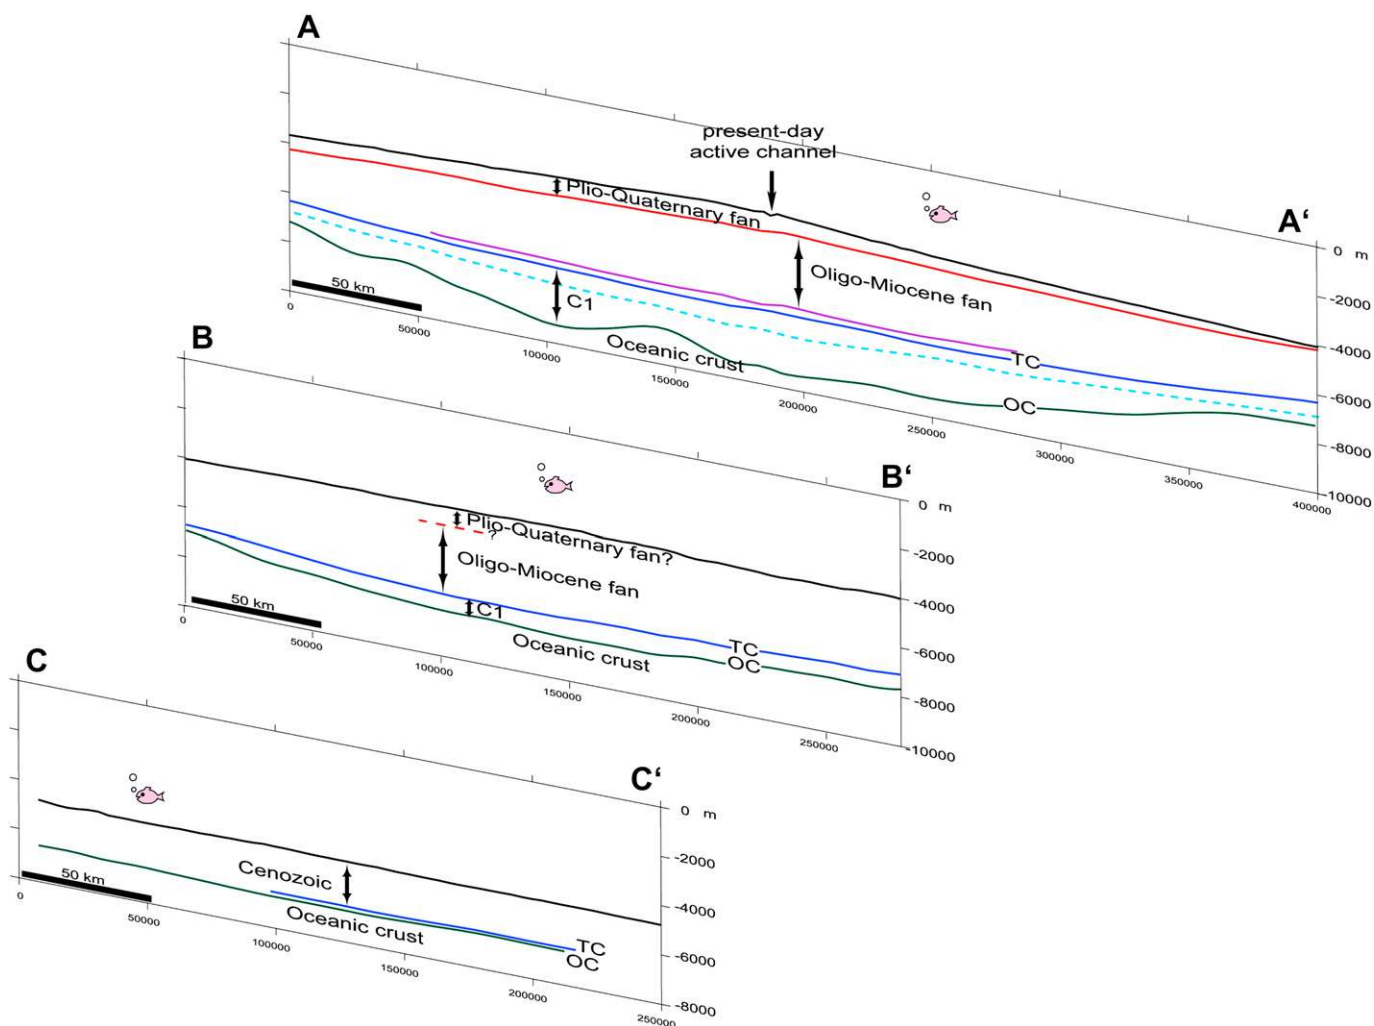 A
present-day
active channel
Plio-Quaternary fan
A‘
0 m
-2000
-4000
-6000
-8000
-10000
Oligo-Miocene fan
C1
TC
OC
Oceanic crust
50 km
0
50000
100000
150000
200000
250000
300000
350000
400000
B
B‘
0 m
-2000
-4000
-6000
-8000
-10000
Plio-Quaternary fan?
?
Oligo-Miocene fan
C1
TC
OC
Oceanic crust
50 km
0
50000
100000
150000
200000
250000
C
C‘
0 m
-2000
-4000
-6000
-8000
Cenozoic
TC
OC
Oceanic crust
50 km
0
50000
100000
150000
200000
250000